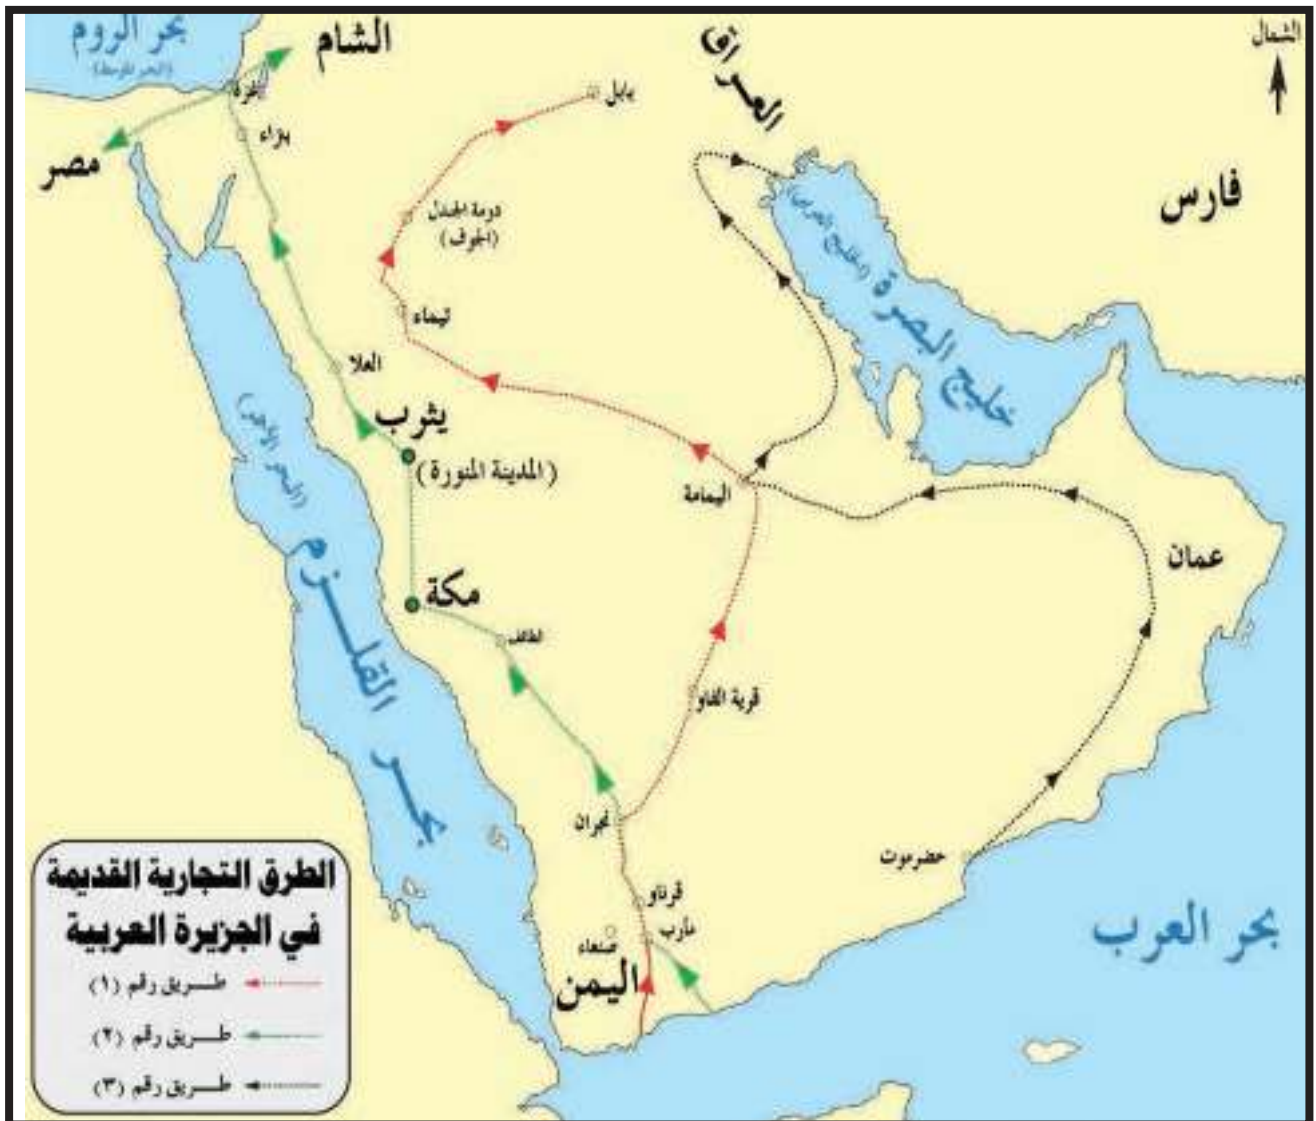 الشمال
بحر الروم
(البحر المتوسط)
الشام
العراق
غزة
بابل
بتراء
مصر
فارس
دومة الجندل
(الجوف)
خليج البصرة
(الخليج العربي)
تيماء
العلا
يثرب
(المدينة المنورة)
(البحر الأحمر)
بحر القلزم
اليمامة
عمان
مكة
الطائف
قرية الفاو
نجران
حضرموت
قرناو
مأرب
صنعاء
اليمن
بحر العرب
الطرق التجارية القديمة
في الجزيرة العربية
طريق رقم (١)
طريق رقم (٢)
طريق رقم (٣)